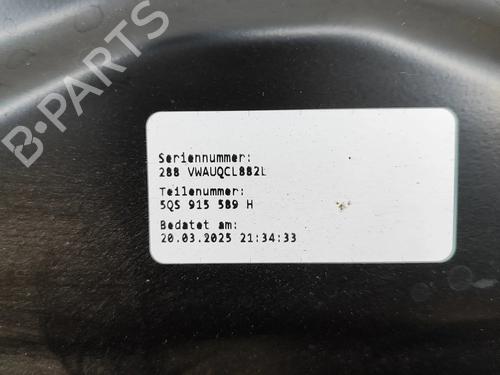 B-PARTS
Seriennummer:
288 VWAUQCL882L
Teilenummer:
5QS 915 589 H
Bedatet am:
20.03.2025 21:34:33